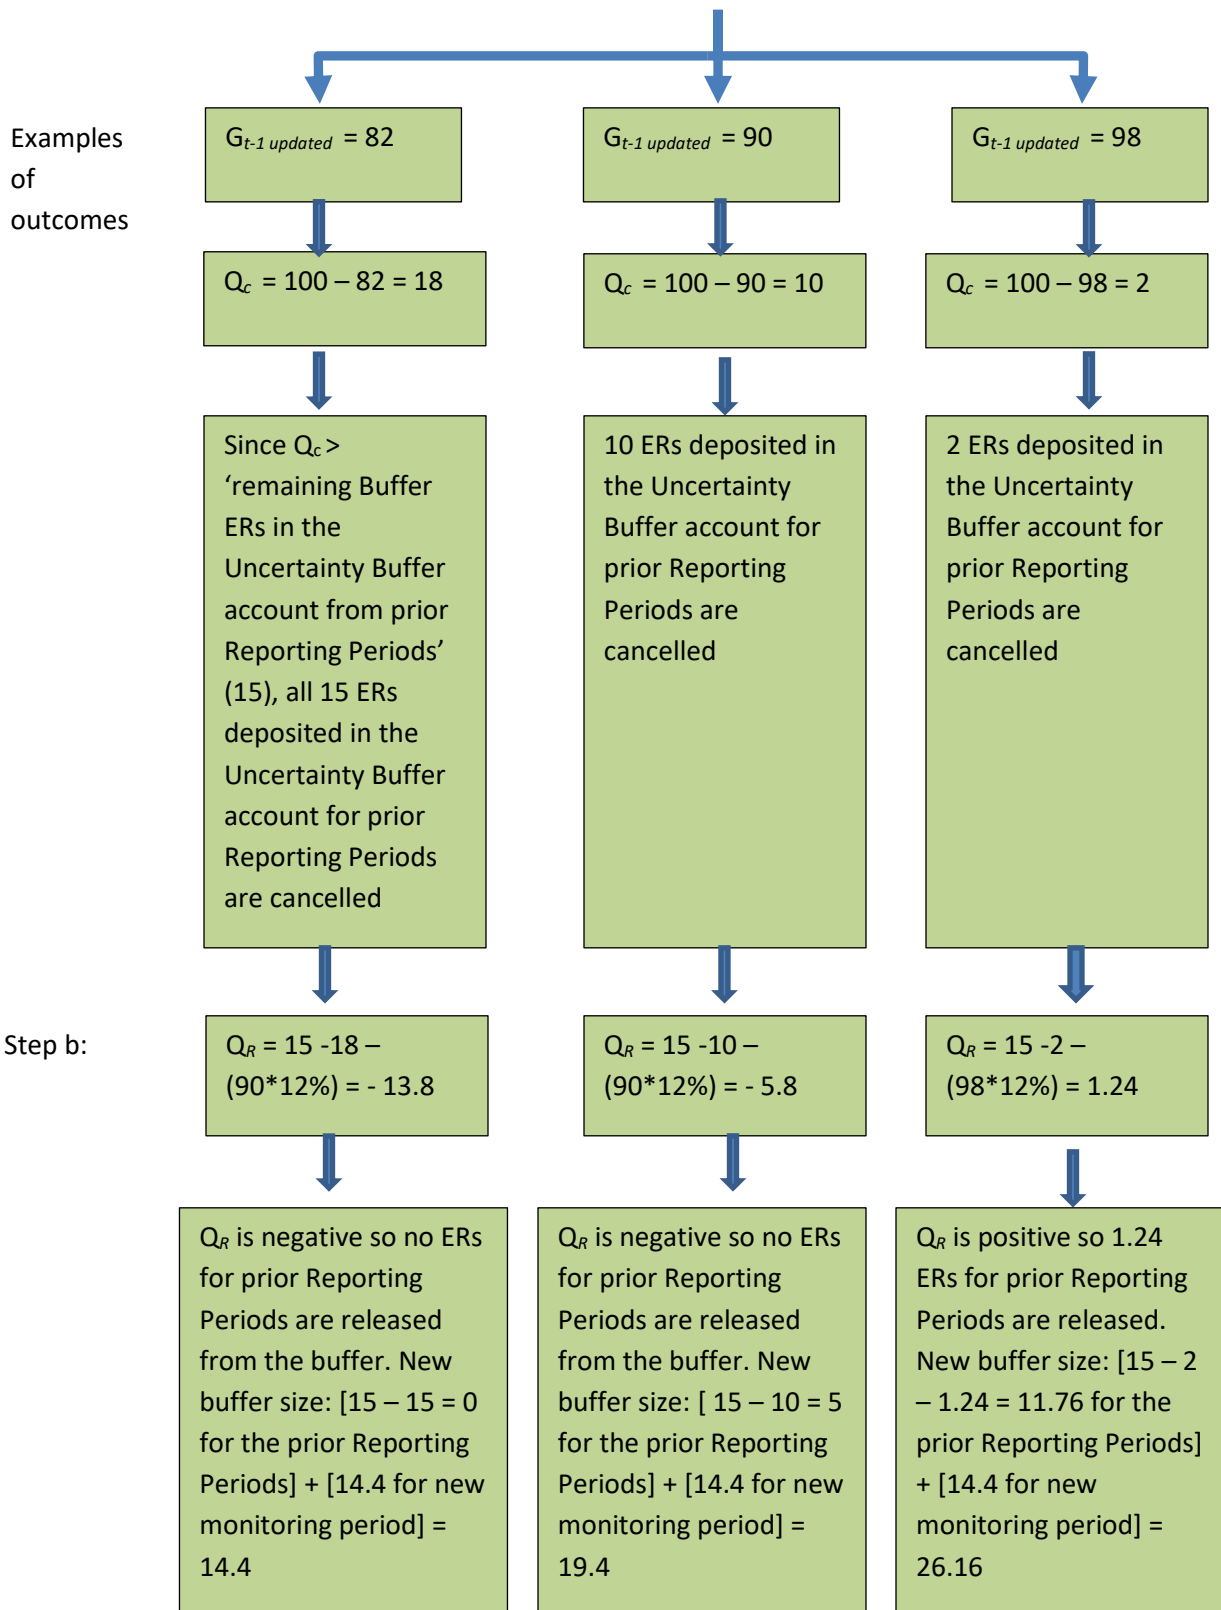 Examples
of
outcomes
Gt-1 updated = 82
Gt-1 updated = 90
Gt-1 updated = 98
Qc = 100 – 82 = 18
Qc = 100 – 90 = 10
Qc = 100 – 98 = 2
Since Qc >
‘remaining Buffer
ERs in the
Uncertainty Buffer
account from prior
Reporting Periods’
(15), all 15 ERs
deposited in the
Uncertainty Buffer
account for prior
Reporting Periods
are cancelled
10 ERs deposited in
the Uncertainty
Buffer account for
prior Reporting
Periods are
cancelled
2 ERs deposited in
the Uncertainty
Buffer account for
prior Reporting
Periods are
cancelled
Step b:
QR = 15 -18 –
(90*12%) = - 13.8
QR = 15 -10 –
(90*12%) = - 5.8
QR = 15 -2 –
(98*12%) = 1.24
QR is negative so no ERs
for prior Reporting
Periods are released
from the buffer. New
buffer size: [15 – 15 = 0
for the prior Reporting
Periods] + [14.4 for new
monitoring period] =
14.4
QR is negative so no ERs
for prior Reporting
Periods are released
from the buffer. New
buffer size: [ 15 – 10 = 5
for the prior Reporting
Periods] + [14.4 for new
monitoring period] =
19.4
QR is positive so 1.24
ERs for prior Reporting
Periods are released.
New buffer size: [15 – 2
– 1.24 = 11.76 for the
prior Reporting Periods]
+ [14.4 for new
monitoring period] =
26.16